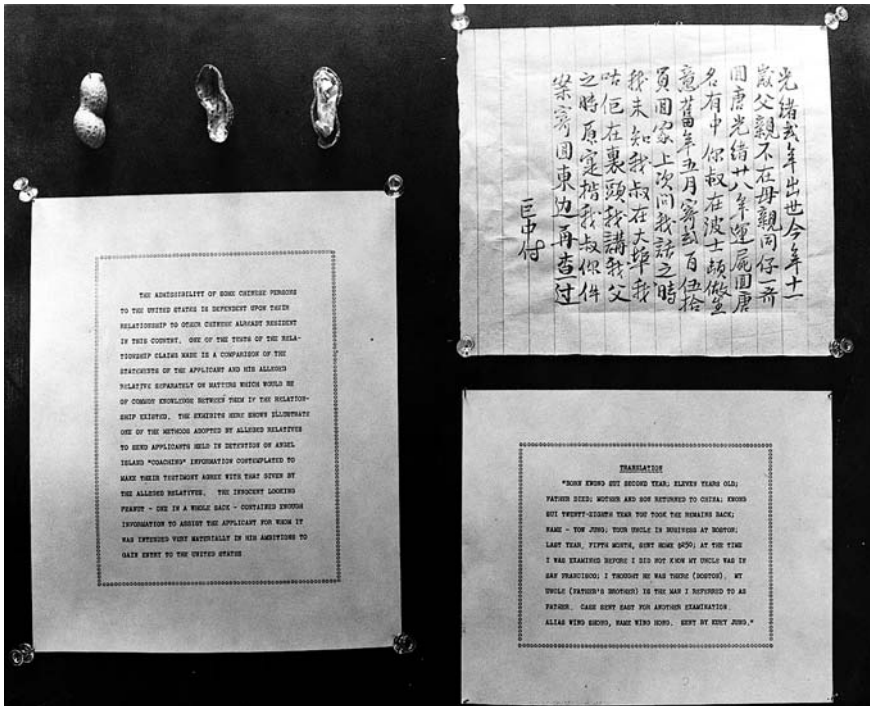 THE ADMISSIBILITY OF SOME CHINESE PERSONS
TO THE UNITED STATES IS DEPENDENT UPON THEIR
RELATIONSHIP TO OTHER CHINESE ALREADY RESIDENT
IN THIS COUNTRY. ONE OF THE TESTS OF THE RELA-
TIONSHIP CLAIMS MADE IS A COMPARISON OF THE
STATEMENTS OF THE APPLICANT AND HIS ALLEGED
RELATIVE SEPARATELY ON MATTERS WHICH WOULD BE
OF COMMON KNOWLEDGE BETWEEN THEM IF THE RELATION-
SHIP EXISTED. THE EXHIBITS HERE SHOWN ILLUSTRATE
ONE OF THE METHODS ADOPTED BY ALLEGED RELATIVES
TO SEND APPLICANTS HELD IN DETENTION ON ANGEL
ISLAND "COACHING" INFORMATION CONTEMPLATED TO
MAKE THEIR TESTIMONY AGREE WITH THAT GIVEN BY
THE ALLEGED RELATIVES. THE INNOCENT LOOKING
PEANUT - ONE IN A WHOLE SACK - CONTAINED ENOUGH
INFORMATION TO ASSIST THE APPLICANT FOR WHOM IT
WAS INTENDED VERY MATERIALLY IN HIS AMBITIONS TO
GAIN ENTRY TO THE UNITED STATES
光緒弍年出世今年十一
歲父親不在母親同仔一齊
回唐光緒廿八年運屍回唐
名有中你叔在波士頓做生
意舊年五月寄弍百伍拾
員回家上次问我話之時
我未知我叔在大埠我
咕佢在裏頭我講我父
之時原寔指我叔你件
案寄回東边再查过
巨中付
TRANSLATION
"BORN KWONG SUI SECOND YEAR; ELEVEN YEARS OLD;
FATHER DIED; MOTHER AND SON RETURNED TO CHINA; KWONG
SUI TWENTY-EIGHTH YEAR YOU TOOK THE REMAINS BACK;
NAME - YOW JUNG; YOUR UNCLE IS BUSINESS AT BOSTON;
LAST YEAR, FIFTH MONTH, SENT HOME $250; AT THE TIME
I WAS EXAMINED BEFORE I DID NOT KNOW MY UNCLE WAS IN
SAN FRANCISCO; I THOUGHT HE WAS THERE (BOSTON). MY
UNCLE (FATHER'S BROTHER) IS THE MAN I REFERRED TO AS
FATHER. CASE SENT EAST FOR ANOTHER EXAMINATION.
ALIAS WING SHONG, NAME WING HONG. SENT BY KUEY JUNG."